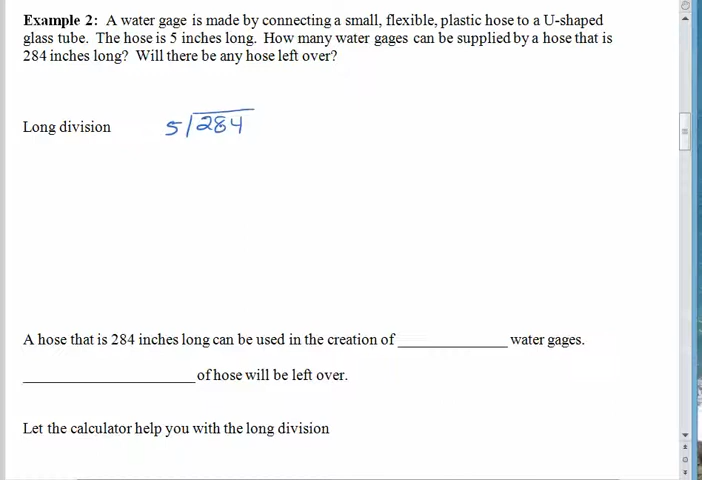 Example 2: A water gage is made by connecting a small, flexible, plastic hose to a U-shaped
glass tube. The hose is 5 inches long. How many water gages can be supplied by a hose that is
284 inches long? Will there be any hose left over?
Long division 5)284
A hose that is 284 inches long can be used in the creation of ______________ water gages.
______________________ of hose will be left over.
Let the calculator help you with the long division